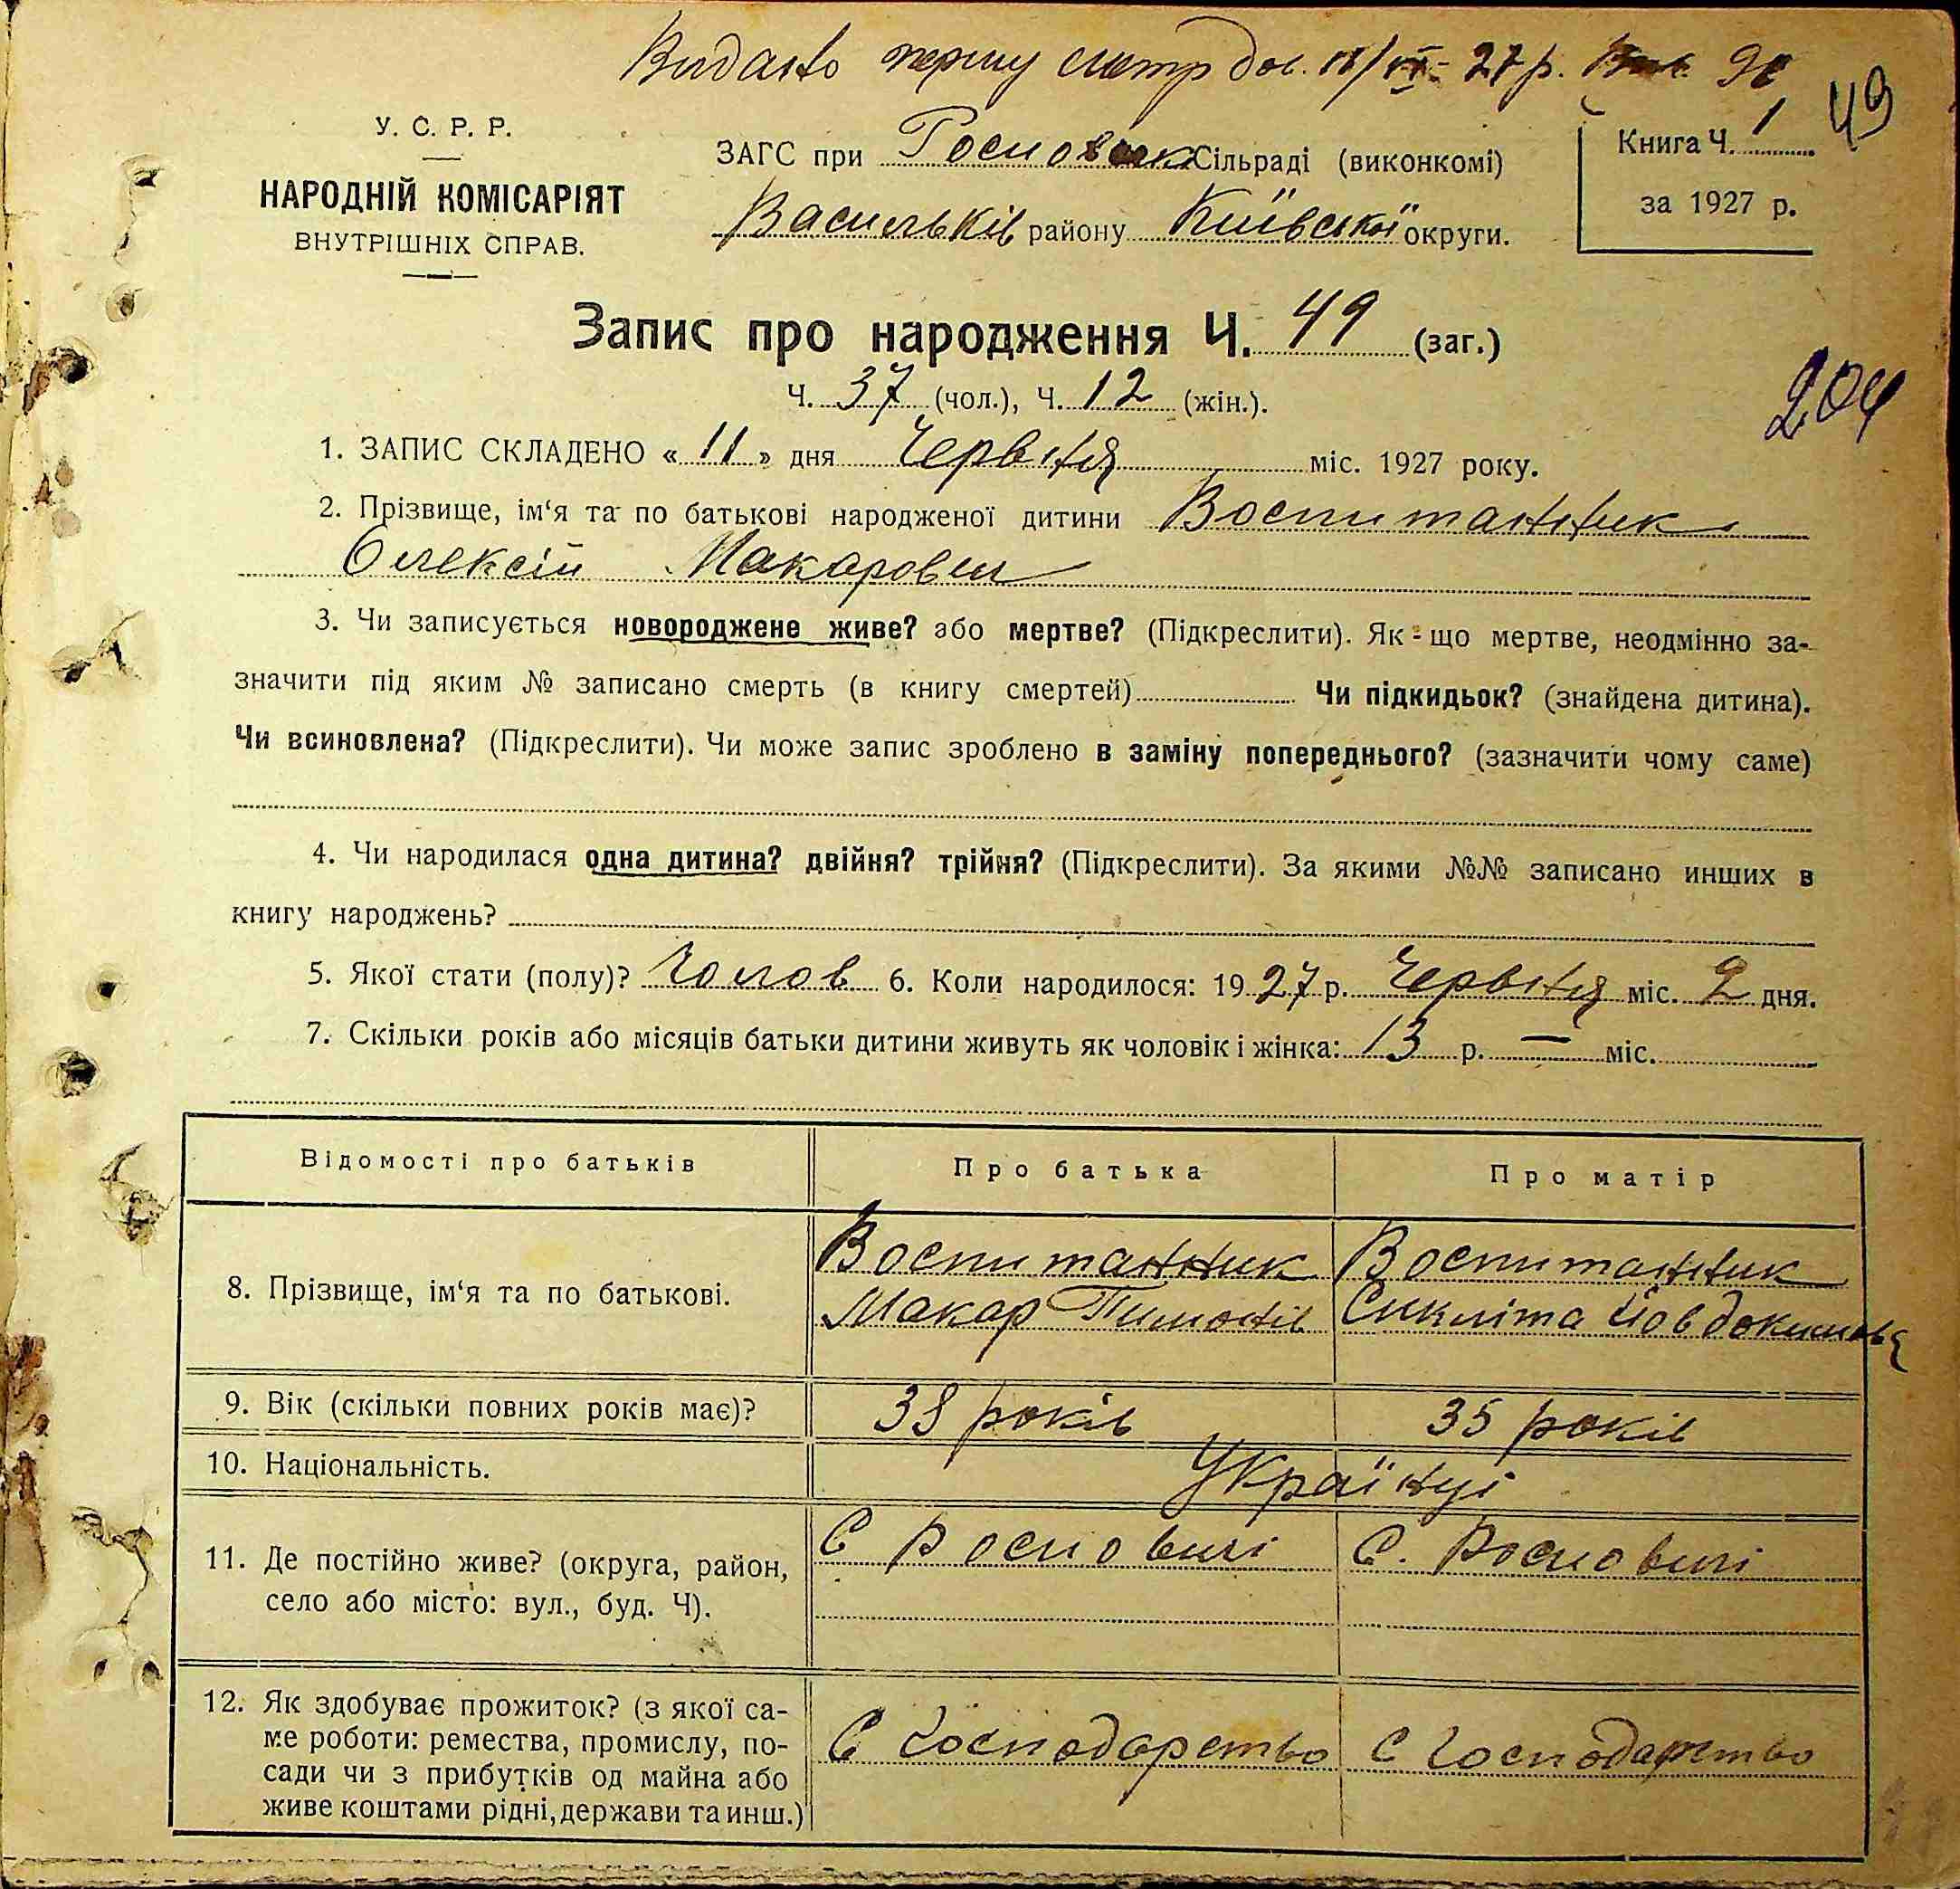 Видано першу метр дов. 18/VI- 27 р.
49
У. С. Р. Р.
НАРОДНІЙ КОМІСАРІЯТ
ВНУТРІШНІХ СПРАВ.
ЗАГС при Росновськ Сільраді (виконкомі)
Васильків району Київської округи.
Книга Ч. 1
за 1927 р.
Запис про народження Ч. 49 (заг.)
Ч. 37 (чол.), Ч. 12 (жін.).
204
1. ЗАПИС СКЛАДЕНО « 11 » дня Червня міс. 1927 року.
2. Прізвище, ім‘я та по батькові народженої дитини Воспитанник
Олексій Макарович
3. Чи записується новороджене живе? або мертве? (Підкреслити). Як-що мертве, неодмінно за-
значити під яким № записано смерть (в книгу смертей) Чи підкидьок? (знайдена дитина).
Чи всиновлена? (Підкреслити). Чи може запис зроблено в заміну попереднього? (зазначити чому саме)
4. Чи народилася одна дитина? двійня? трійня? (Підкреслити). За якими №№ записано инших в
книгу народжень?
5. Якої стати (полу)? Чолов 6. Коли народилося: 1927 р. Червня міс. 2 дня.
7. Скільки років або місяців батьки дитини живуть як чоловік і жінка: 13 р. — міс.
Відомості про батьків Про батька Про матір
8. Прізвище, ім‘я та по батькові.
Воспитанник
Макар Тимонів
Воспитанник
Йовдокимова
9. Вік (скільки повних років має)? 38 років 35 років
10. Національність. Українці
11. Де постійно живе? (округа, район,
село або місто: вул., буд. Ч).
С Росновичі
С. Росновичі
12. Як здобуває прожиток? (з якої са-
ме роботи: ремества, промислу, по-
сади чи з прибутків од майна або
живе коштами рідні, держави та инш.)
С Господарство
С Господарство